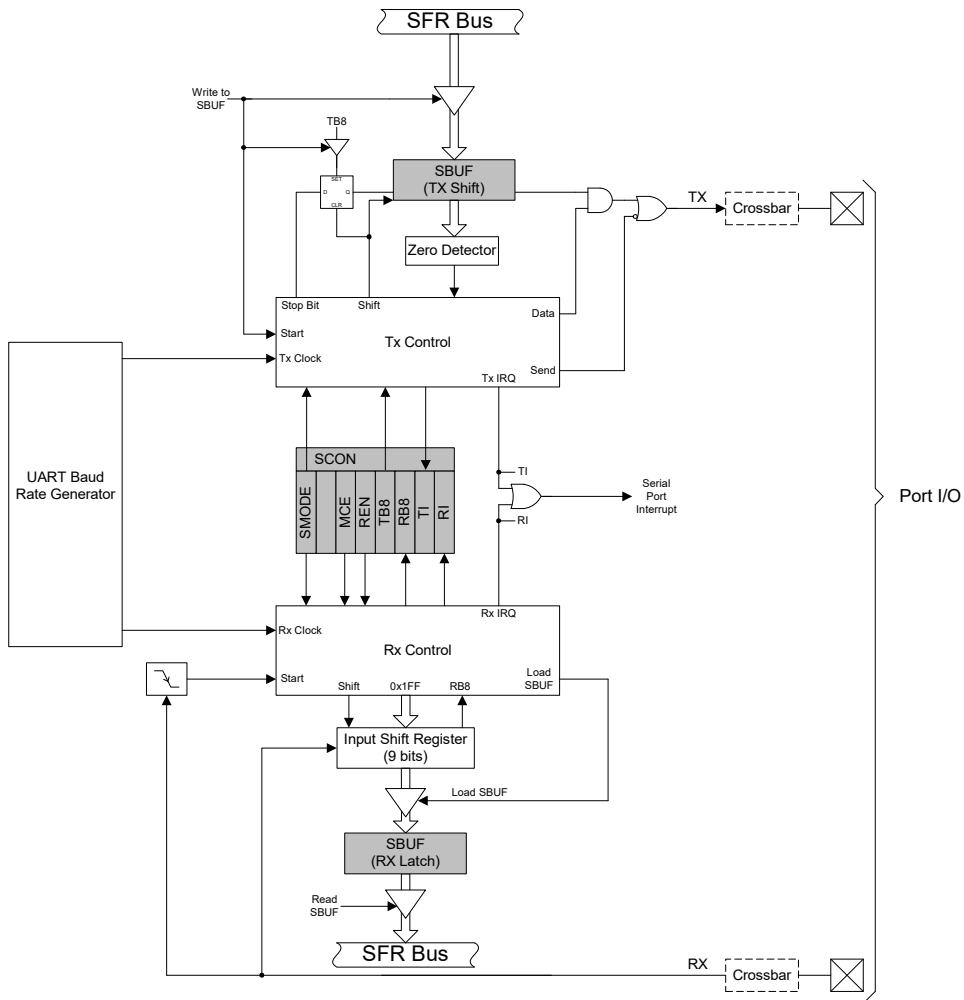 SFR Bus
Write to
SBUF
TB8
SBUF
(TX Shift)
SET
D
Q
CLR
TX
Crossbar
Zero Detector
Stop Bit
Shift
Data
Start
Tx Control
Tx Clock
Send
Tx IRQ
UART Baud
Rate Generator
SCON
SMODE
MCE
REN
TB8
RB8
TI
RI
TI
Serial
Port
Interrupt
RI
Port I/O
Rx IRQ
Rx Clock
Rx Control
Start
Load
SBUF
Shift
0x1FF
RB8
Input Shift Register
(9 bits)
Load SBUF
SBUF
(RX Latch)
Read
SBUF
SFR Bus
RX
Crossbar